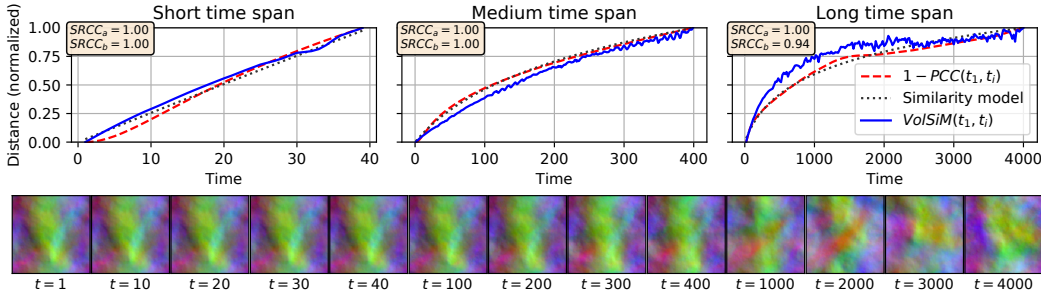 Short time span
Medium time span
Long time span
Distance (normalized)
1.00
0.75
0.50
0.25
0.00
SRCC_a = 1.00
SRCC_b = 1.00
SRCC_a = 1.00
SRCC_b = 1.00
SRCC_a = 1.00
SRCC_b = 0.94
1 − PCC(t_1, t_i)
Similarity model
VolSiM(t_1, t_i)
0 10 20 30 40
0 100 200 300 400
0 1000 2000 3000 4000
Time
Time
Time
t = 1 t = 10 t = 20 t = 30 t = 40 t = 100 t = 200 t = 300 t = 400 t = 1000 t = 2000 t = 3000 t = 4000